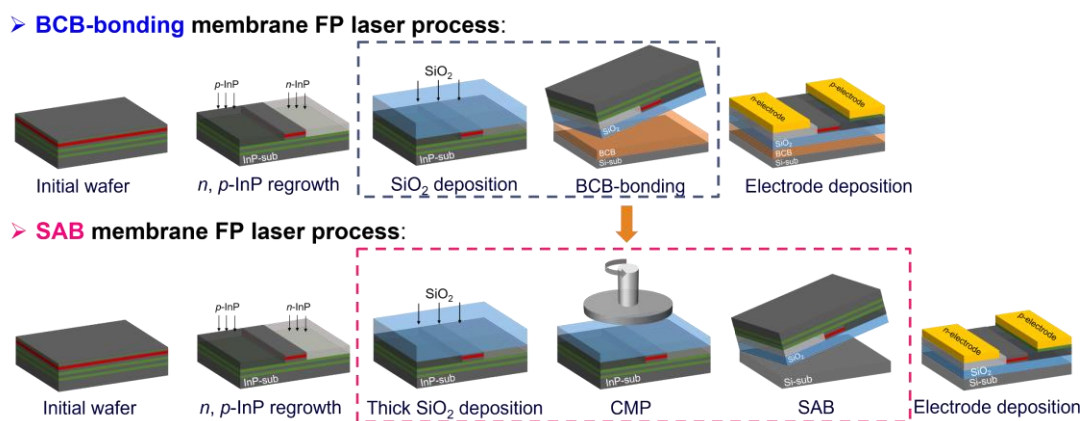 ➢ BCB-bonding membrane FP laser process:
p-InP n-InP
InP-sub
SiO₂
InP-sub
SiO₂
BCB
Si-sub
n-electrode
p-electrode
SiO₂
BCB
Si-sub
Initial wafer
n, p-InP regrowth
SiO₂ deposition
BCB-bonding
Electrode deposition
➢ SAB membrane FP laser process:
p-InP n-InP
InP-sub
SiO₂
InP-sub
InP-sub
SiO₂
Si-sub
n-electrode
p-electrode
SiO₂
Si-sub
Initial wafer
n, p-InP regrowth
Thick SiO₂ deposition
CMP
SAB
Electrode deposition